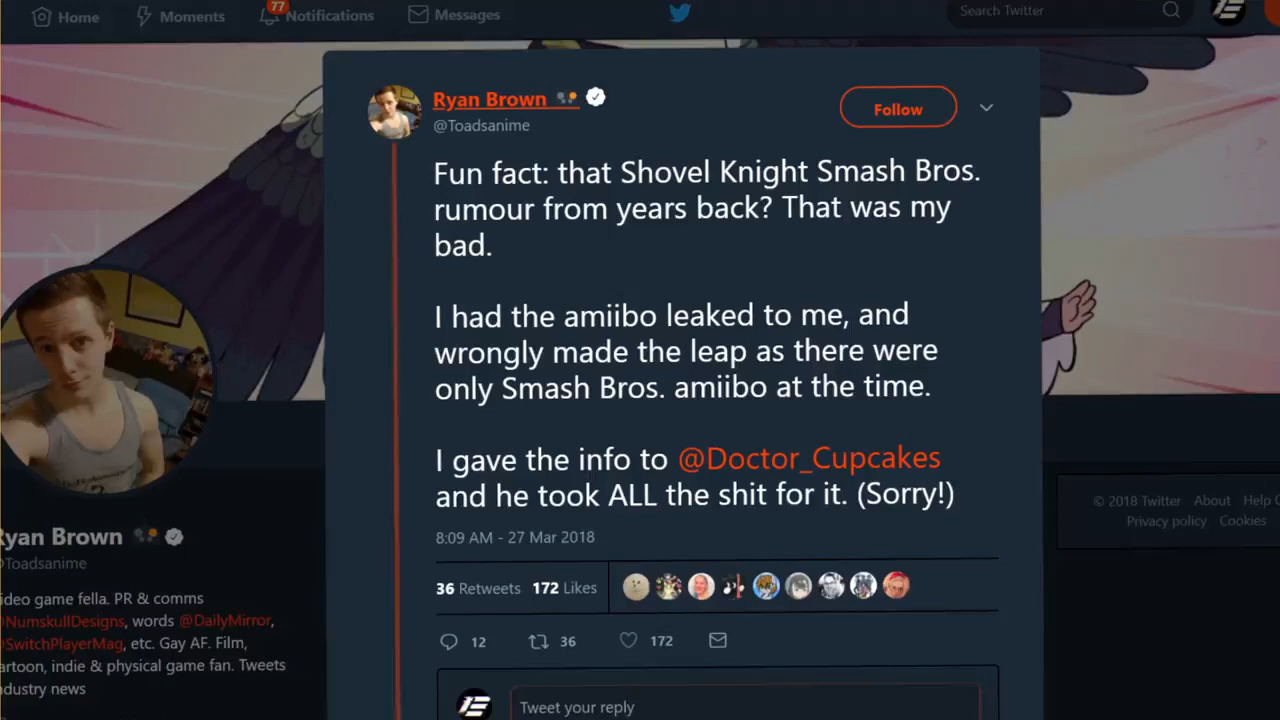 Home
Moments
77
Notifications
Messages
Search Twitter
Ryan Brown
@Toadsanime
Follow
Fun fact: that Shovel Knight Smash Bros.
rumour from years back? That was my
bad.
I had the amiibo leaked to me, and
wrongly made the leap as there were
only Smash Bros. amiibo at the time.
I gave the info to @Doctor_Cupcakes
and he took ALL the shit for it. (Sorry!)
8:09 AM - 27 Mar 2018
36 Retweets 172 Likes
12
36
172
Tweet your reply
Ryan Brown
@Toadsanime
ideo game fella. PR & comms
@NumskullDesigns, words @DailyMirror,
@SwitchPlayerMag, etc. Gay AF. Film,
artoon, indie & physical game fan. Tweets
ndustry news
© 2018 Twitter About Help
Privacy policy Cookies